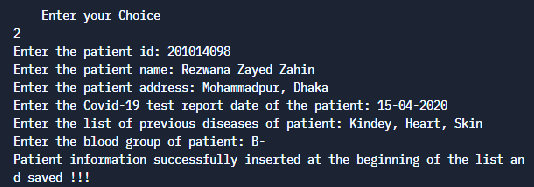 Enter your Choice
2
Enter the patient id: 201014098
Enter the patient name: Rezwana Zayed Zahin
Enter the patient address: Mohammadpur, Dhaka
Enter the Covid-19 test report date of the patient: 15-04-2020
Enter the list of previous diseases of patient: Kindey, Heart, Skin
Enter the blood group of patient: B-
Patient information successfully inserted at the beginning of the list an
d saved !!!